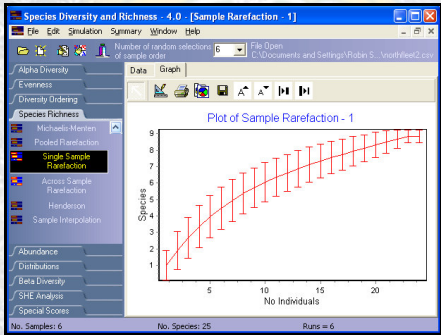 Species Diversity and Richness - 4.0 - [Sample Rarefaction - 1]
File Edit Simulation Summary Window Help
Number of random selections of sample order
6
File Open
C:\Documents and Settings\Robin S...\northfleet2.csv
Alpha Diversity
Evenness
Diversity Ordering
Species Richness
Michaelis-Menten
Pooled Rarefaction
Single Sample
Rarefaction
Across Sample
Rarefaction
Henderson
Sample Interpolation
Abundance
Distributions
Beta Diversity
SHE Analysis
Special Scores
Data Graph
A A
Plot of Sample Rarefaction - 1
Species
9
8
7
6
5
4
3
2
1
5 10 15 20
No Individuals
No. Samples: 6 No. Species: 25 Runs = 6